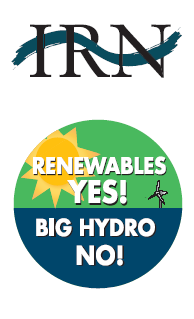 IRN
RENEWABLES
YES!
BIG HYDRO
NO!